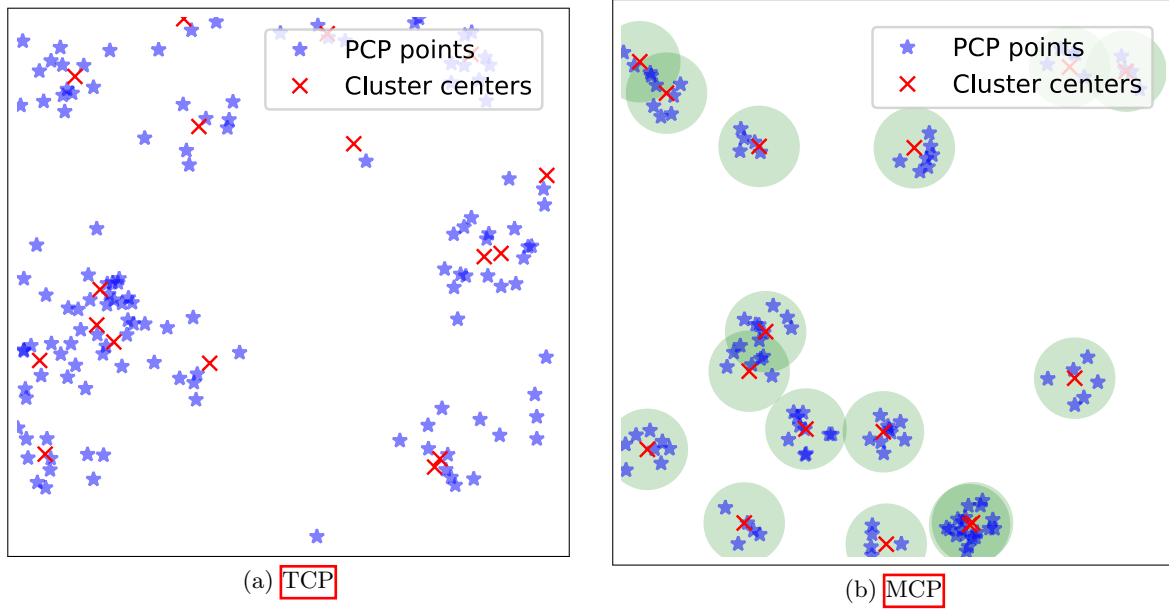 PCP points
Cluster centers
PCP points
Cluster centers
(a) TCP
(b) MCP